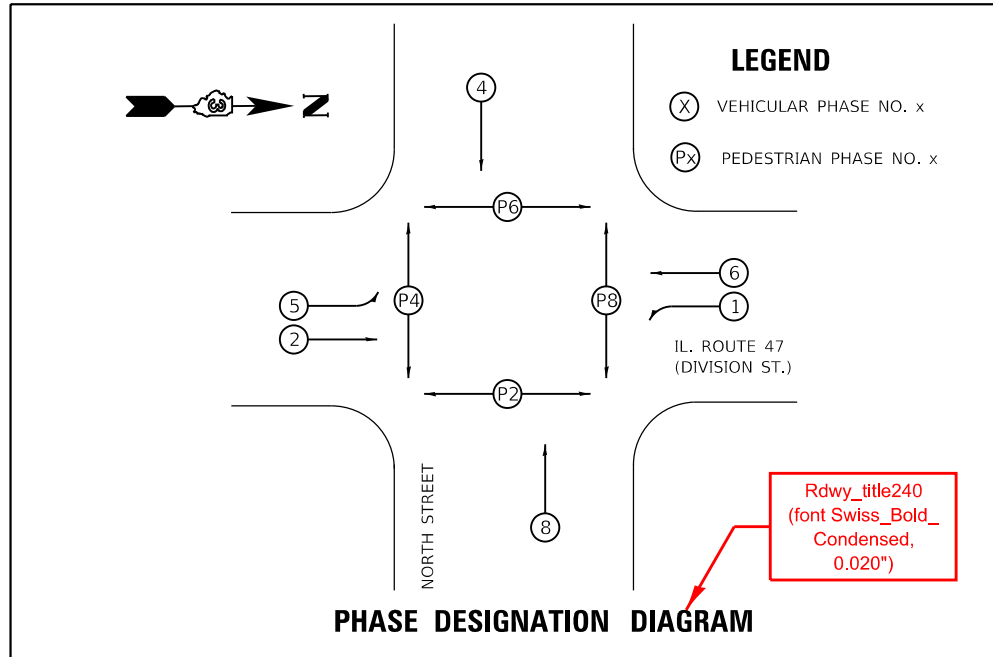 LEGEND
X VEHICULAR PHASE NO. x
Px PEDESTRIAN PHASE NO. x
3 N
4
P6
5
2
P4
P8
6
1
IL. ROUTE 47
(DIVISION ST.)
P2
8
NORTH STREET
Rdwy_title240
(font Swiss_Bold_
Condensed,
0.020")
PHASE DESIGNATION DIAGRAM